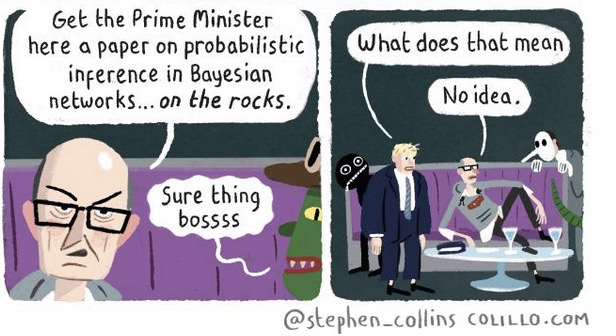 Get the Prime Minister
here a paper on probabilistic
inference in Bayesian
networks... on the rocks.
Sure thing
bossss
What does that mean
No idea.
@stephen_collins COLILLO.COM